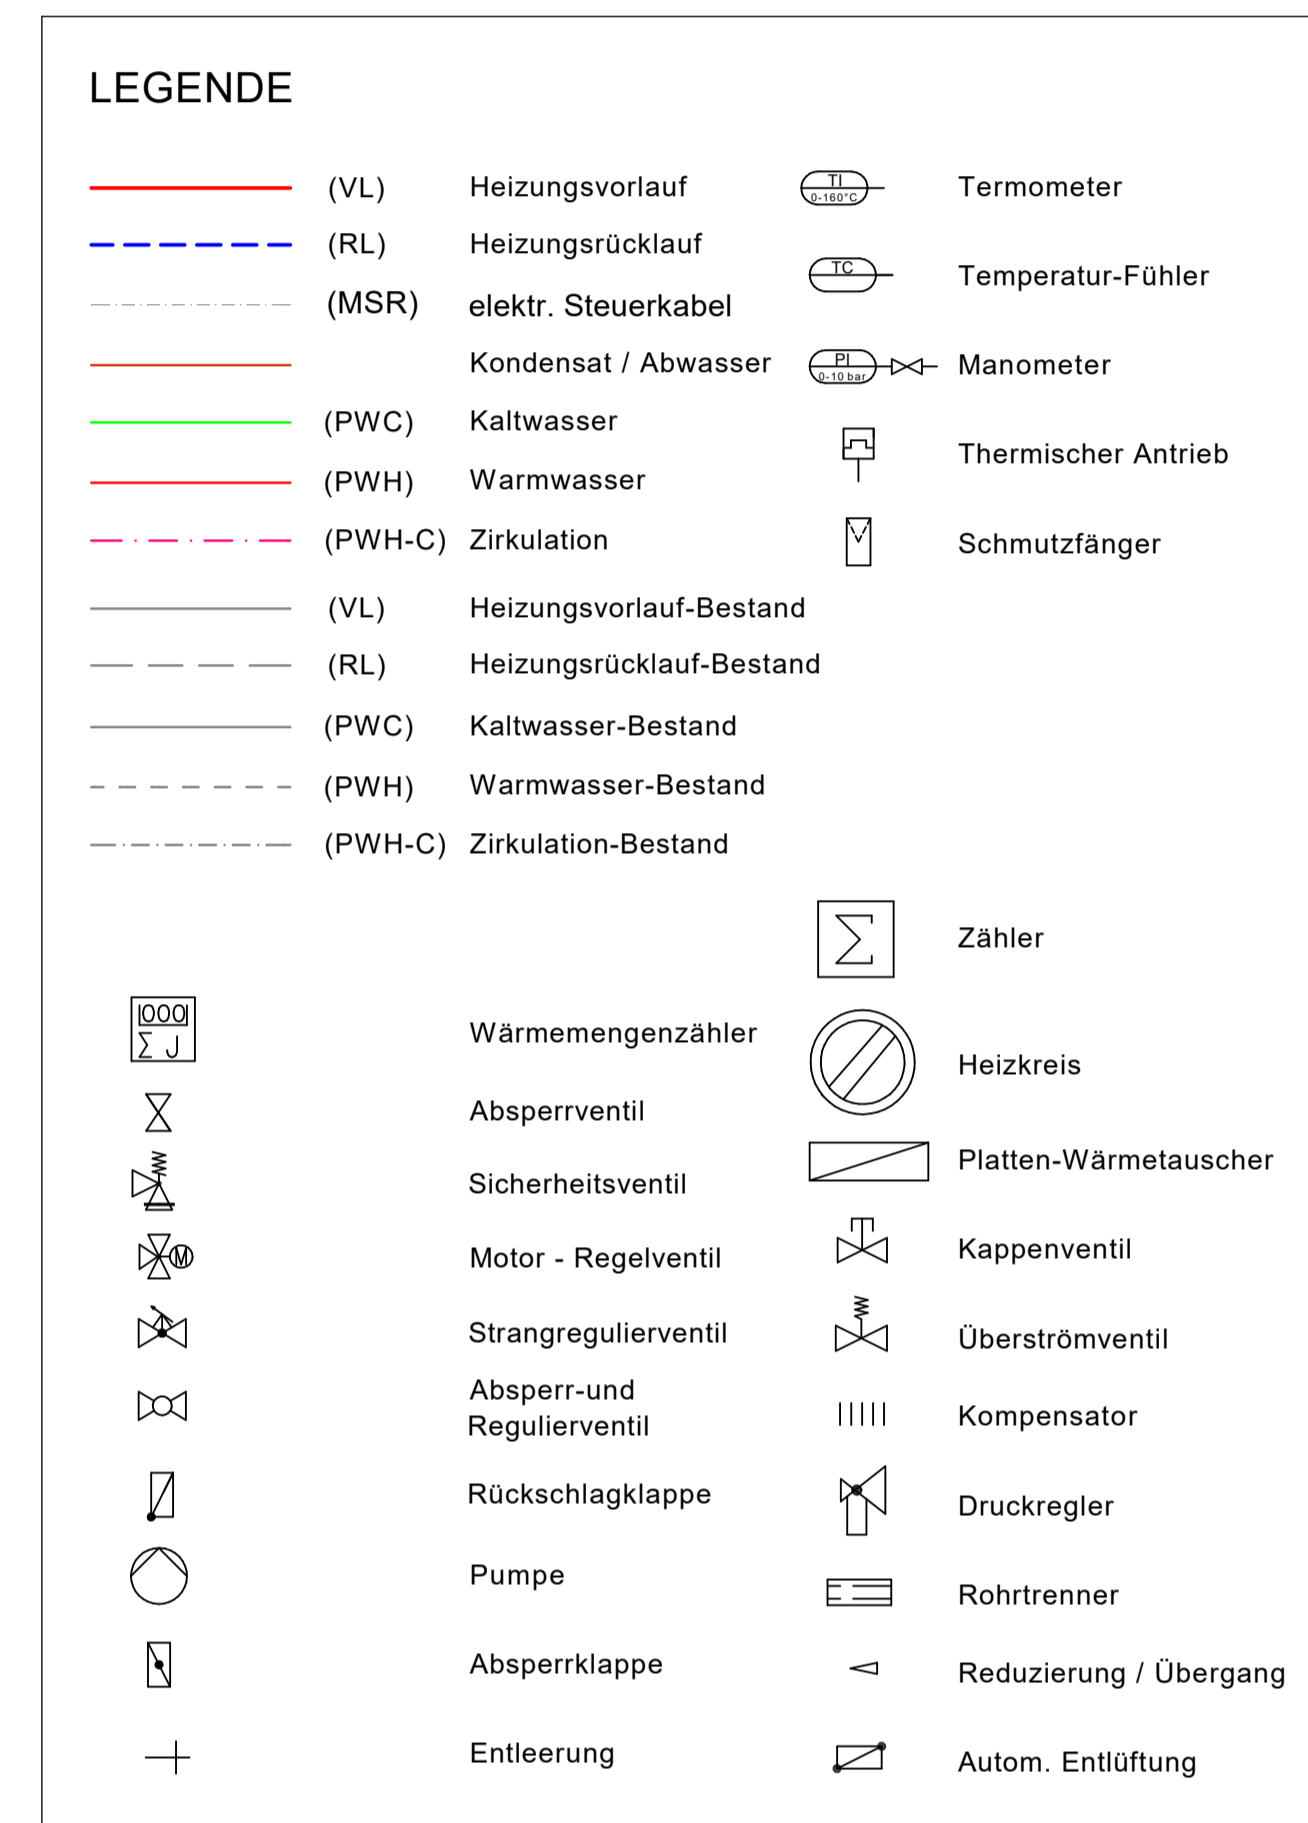 LEGENDE
(VL) Heizungsvorlauf
(RL) Heizungsrücklauf
(MSR) elektr. Steuerkabel
Kondensat / Abwasser
(PWC) Kaltwasser
(PWH) Warmwasser
(PWH-C) Zirkulation
(VL) Heizungsvorlauf-Bestand
(RL) Heizungsrücklauf-Bestand
(PWC) Kaltwasser-Bestand
(PWH) Warmwasser-Bestand
(PWH-C) Zirkulation-Bestand
TI
0-160°C
Termometer
TC
Temperatur-Fühler
PI
0-10 bar
Manometer
Thermischer Antrieb
Schmutzfänger
000
Σ J
Wärmemengenzähler
Absperrventil
Sicherheitsventil
M
Motor - Regelventil
Strangregulierventil
Absperr-und
Regulierventil
Rückschlagklappe
Pumpe
Absperrklappe
Entleerung
Σ
Zähler
Heizkreis
Platten-Wärmetauscher
Kappenventil
Überströmventil
Kompensator
Druckregler
Rohrtrenner
Reduzierung / Übergang
Autom. Entlüftung